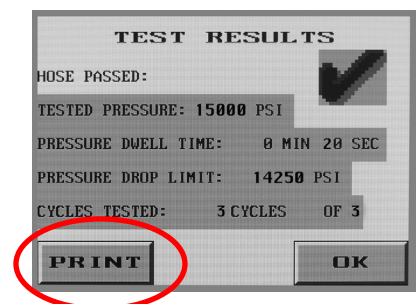 TEST RESULTS
HOSE PASSED:
TESTED PRESSURE: 15000 PSI
PRESSURE DWELL TIME: 0 MIN 20 SEC
PRESSURE DROP LIMIT: 14250 PSI
CYCLES TESTED: 3 CYCLES OF 3
PRINT OK